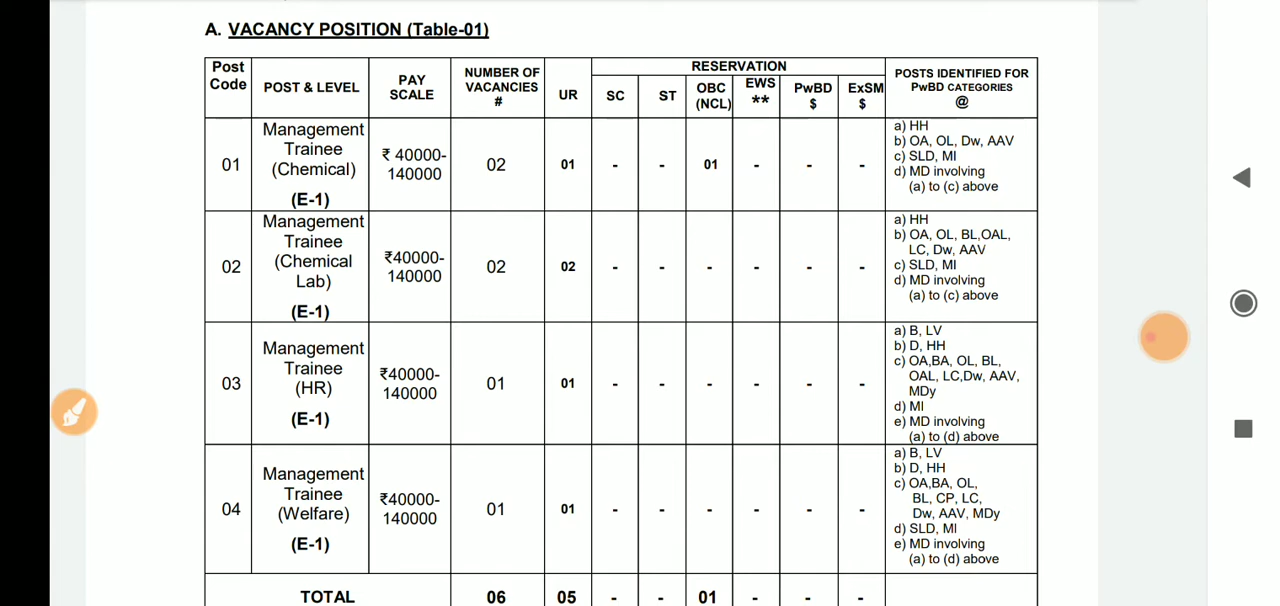 A. VACANCY POSITION (Table-01)
Post Code POST & LEVEL PAY SCALE NUMBER OF VACANCIES # UR RESERVATION SC ST OBC (NCL) EWS ** PwBD $ ExSM $ POSTS IDENTIFIED FOR PwBD CATEGORIES @
01 Management Trainee (Chemical) (E-1) ₹ 40000-140000 02 01 - - 01 - - -
a) HH
b) OA, OL, Dw, AAV
c) SLD, MI
d) MD involving
(a) to (c) above
02 Management Trainee (Chemical Lab) (E-1) ₹40000-140000 02 02 - - - - - -
a) HH
b) OA, OL, BL,OAL,
LC, Dw, AAV
c) SLD, MI
d) MD involving
(a) to (c) above
03 Management Trainee (HR) (E-1) ₹40000-140000 01 01 - - - - - -
a) B, LV
b) D, HH
c) OA,BA, OL, BL,
OAL, LC,Dw, AAV,
MDy
d) MI
e) MD involving
(a) to (d) above
04 Management Trainee (Welfare) (E-1) ₹40000-140000 01 01 - - - - - -
a) B, LV
b) D, HH
c) OA,BA, OL,
BL, CP, LC,
Dw, AAV, MDy
d) SLD, MI
e) MD involving
(a) to (d) above
TOTAL 06 05 - - 01 - - -